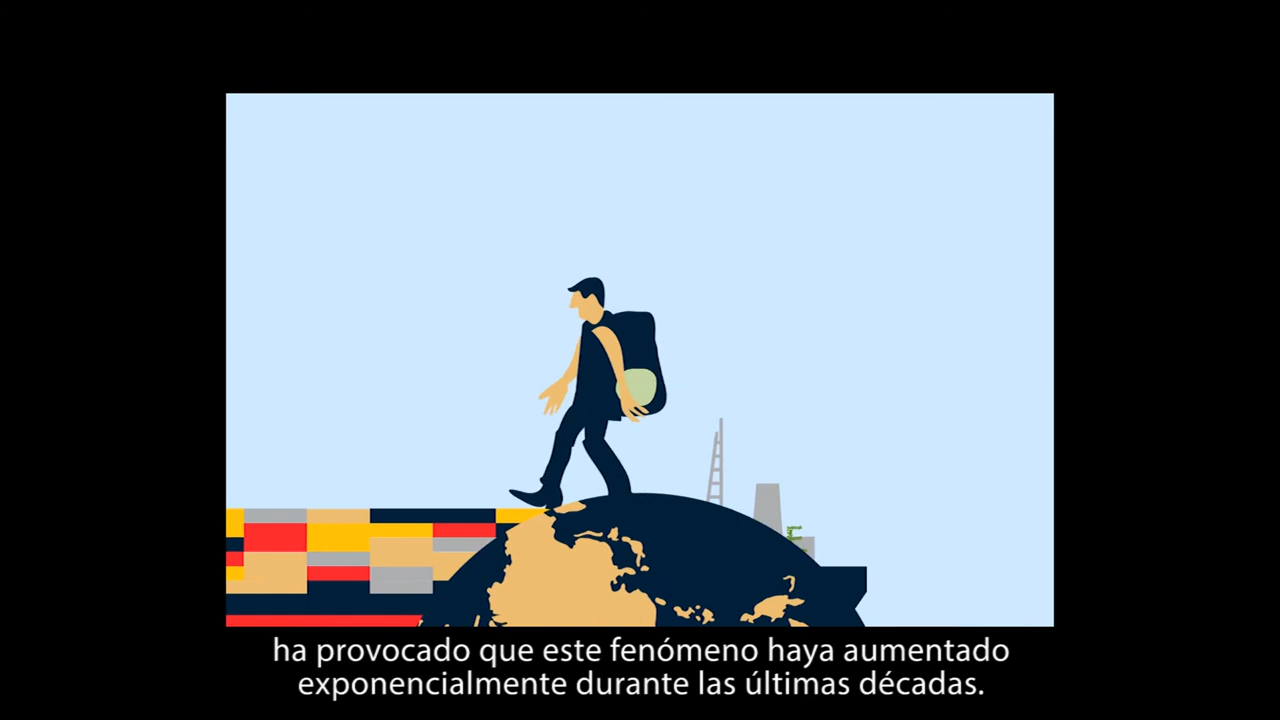 ha provocado que este fenómeno haya aumentado
exponencialmente durante las últimas décadas.